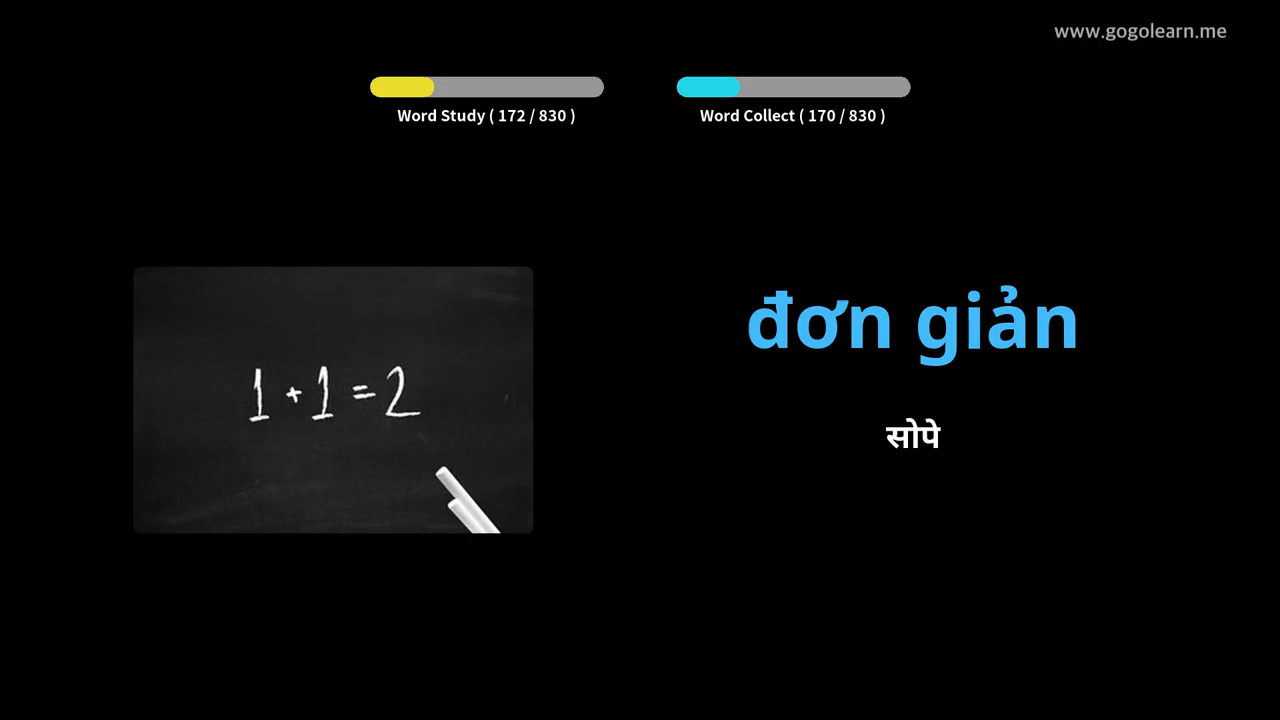 www.gogolearn.me
Word Study ( 172 / 830 )
Word Collect ( 170 / 830 )
1 + 1 = 2
đơn giản
सोपे